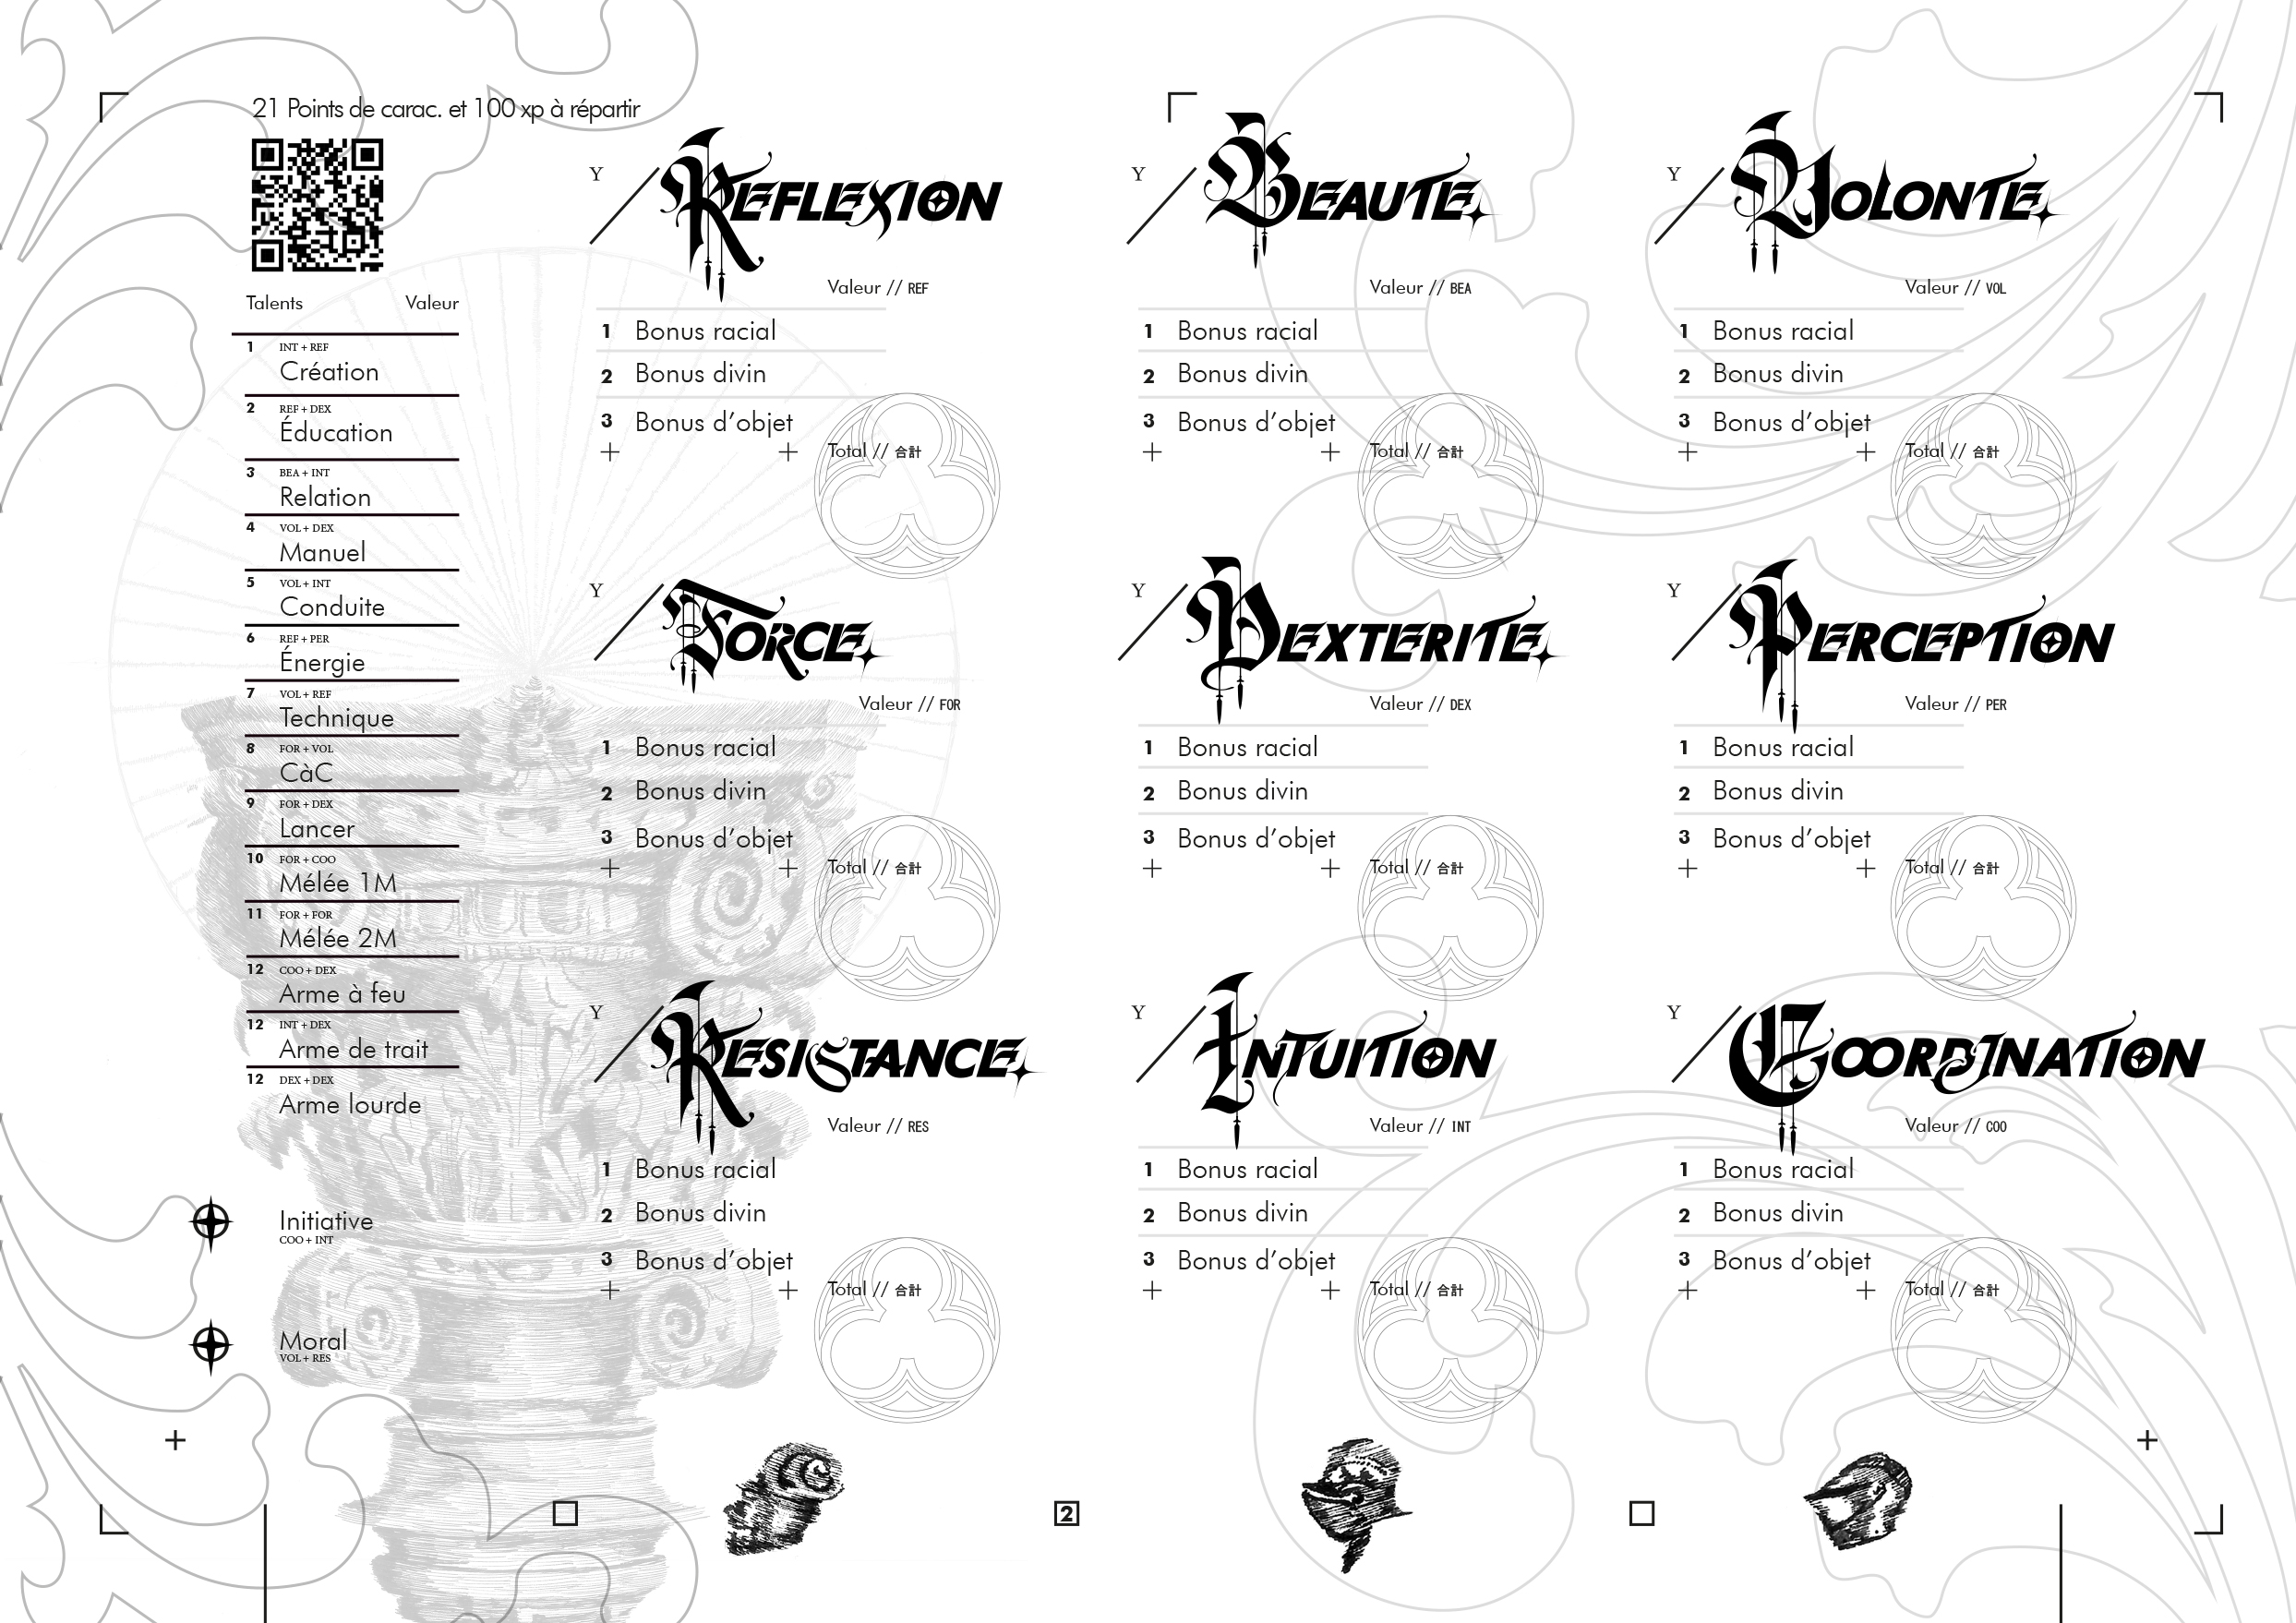 21 Points de carac. et 100 xp à répartir
Talents Valeur
1 INT + REF
Création
2 REF + DEX
Éducation
3 BEA + INT
Relation
4 VOL + DEX
Manuel
5 VOL + INT
Conduite
6 REF + PER
Énergie
7 VOL + REF
Technique
8 FOR + VOL
CàC
9 FOR + DEX
Lancer
10 FOR + COO
Mélée 1M
11 FOR + FOR
Mélée 2M
12 COO + DEX
Arme à feu
12 INT + DEX
Arme de trait
12 DEX + DEX
Arme lourde
Initiative
COO + INT
Moral
VOL + RES
Y
REFLEXION
Valeur // REF
1 Bonus racial
2 Bonus divin
3 Bonus d’objet
+ + Total // 合計
Y
FORCE
Valeur // FOR
1 Bonus racial
2 Bonus divin
3 Bonus d’objet
+ + Total // 合計
Y
RESISTANCE
Valeur // RES
1 Bonus racial
2 Bonus divin
3 Bonus d’objet
+ + Total // 合計
Y
BEAUTE
Valeur // BEA
1 Bonus racial
2 Bonus divin
3 Bonus d’objet
+ + Total // 合計
Y
DEXTERITE
Valeur // DEX
1 Bonus racial
2 Bonus divin
3 Bonus d’objet
+ + Total // 合計
Y
INTUITION
Valeur // INT
1 Bonus racial
2 Bonus divin
3 Bonus d’objet
+ + Total // 合計
Y
VOLONTE
Valeur // VOL
1 Bonus racial
2 Bonus divin
3 Bonus d’objet
+ + Total // 合計
Y
PERCEPTION
Valeur // PER
1 Bonus racial
2 Bonus divin
3 Bonus d’objet
+ + Total // 合計
Y
COORDINATION
Valeur // COO
1 Bonus racial
2 Bonus divin
3 Bonus d’objet
+ + Total // 合計
2